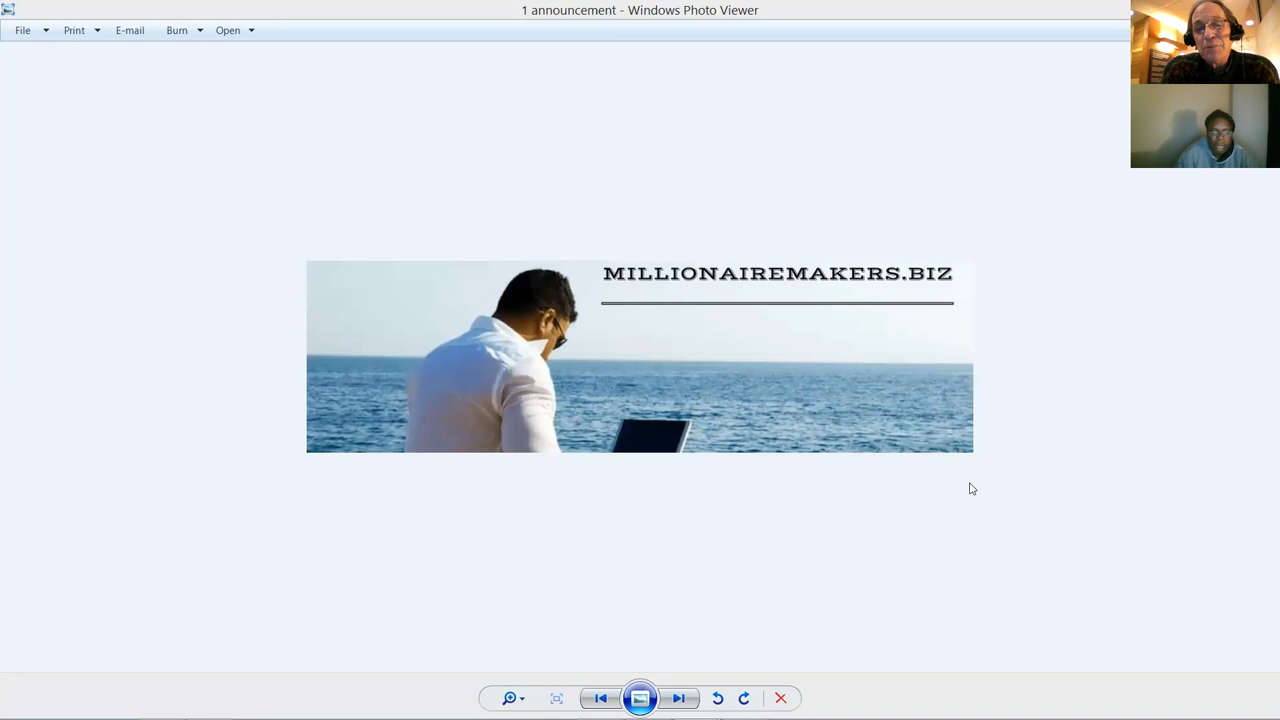 1 announcement - Windows Photo Viewer
File Print E-mail Burn Open
MILLIONAIREMAKERS.BIZ